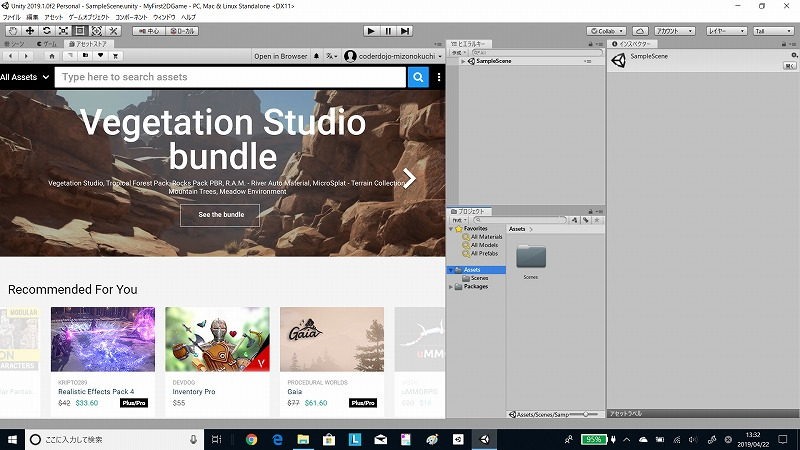 Unity 2019.1.0f2 Personal - SampleScene.unity - MyFirst2DGame - PC, Mac & Linux Standalone <DX11>
ファイル 編集 アセット ゲームオブジェクト コンポーネント ウィンドウ ヘルプ
中心 ローカル Collab アカウント レイヤー Tall
シーン ゲーム アセットストア
Open in Browser coderdojo-mizonokuchi
All Assets Type here to search assets
Vegetation Studio
bundle
Vegetation Studio, Tropical Forest Pack, Rocks Pack PBR, R.A.M. - River Auto Material, MicroSplat - Terrain Collection,
Mountain Trees, Meadow Environment
See the bundle
Recommended For You
MODULAR
CHARACTERS
KRIPTO289
Realistic Effects Pack 4
$42 $33.60 Plus/Pro
DEVDOG
Inventory Pro
$55
Gaia
PROCEDURAL WORLDS
Gaia
$77 $61.60 Plus/Pro
uMMORPG
ヒエラルキー
作成 All
SampleScene
プロジェクト
作成
Favorites
All Materials
All Models
All Prefabs
Assets
Scenes
Packages
Assets
Scenes
Assets/Scenes/Samp
インスペクター
SampleScene
開く
アセットラベル
ここに入力して検索
95%
13:32
2019/04/22